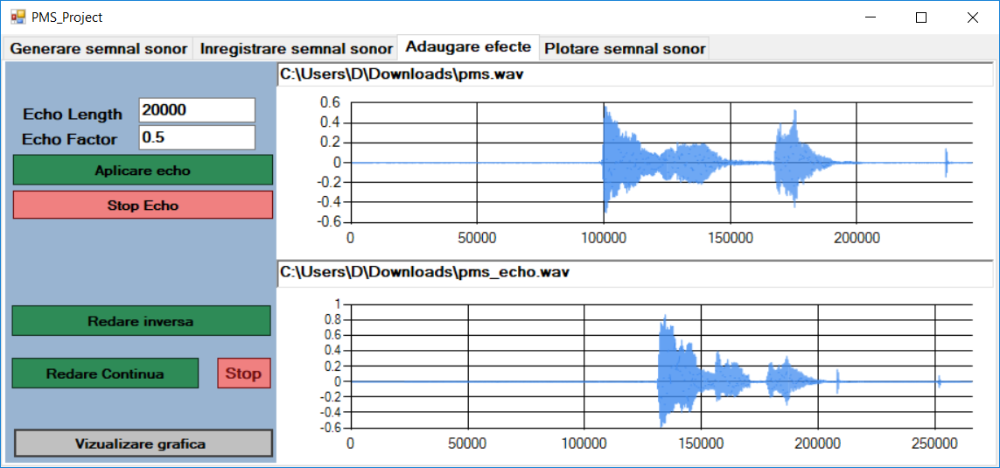 PMS_Project
Generare semnal sonor Inregistrare semnal sonor Adaugare efecte Plotare semnal sonor
Echo Length 20000
Echo Factor 0.5
Aplicare echo
Stop Echo
Redare inversa
Redare Continua Stop
Vizualizare grafica
C:\Users\D\Downloads\pms.wav
0.6
0.4
0.2
0
-0.2
-0.4
-0.6
0 50000 100000 150000 200000
C:\Users\D\Downloads\pms_echo.wav
1
0.8
0.6
0.4
0.2
0
-0.2
-0.4
-0.6
0 50000 100000 150000 200000 250000